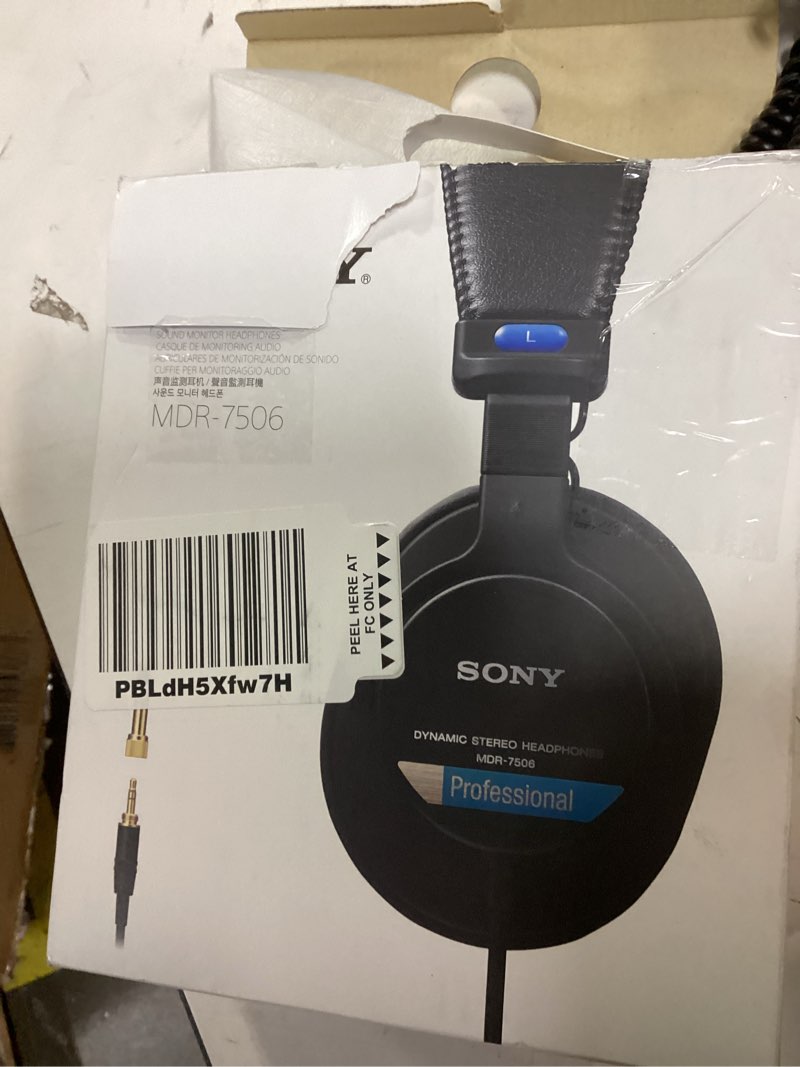 Y®
SOUND MONITOR HEADPHONES
CASQUE DE MONITORING AUDIO
AURICULARES DE MONITORIZACIÓN DE SONIDO
CUFFIE PER MONITORAGGIO AUDIO
声音监测耳机 / 聲音監測耳機
사운드 모니터 헤드폰
MDR-7506
L
PEEL HERE AT
FC ONLY
PBLdH5Xfw7H
SONY
DYNAMIC STEREO HEADPHONES
MDR-7506
Professional